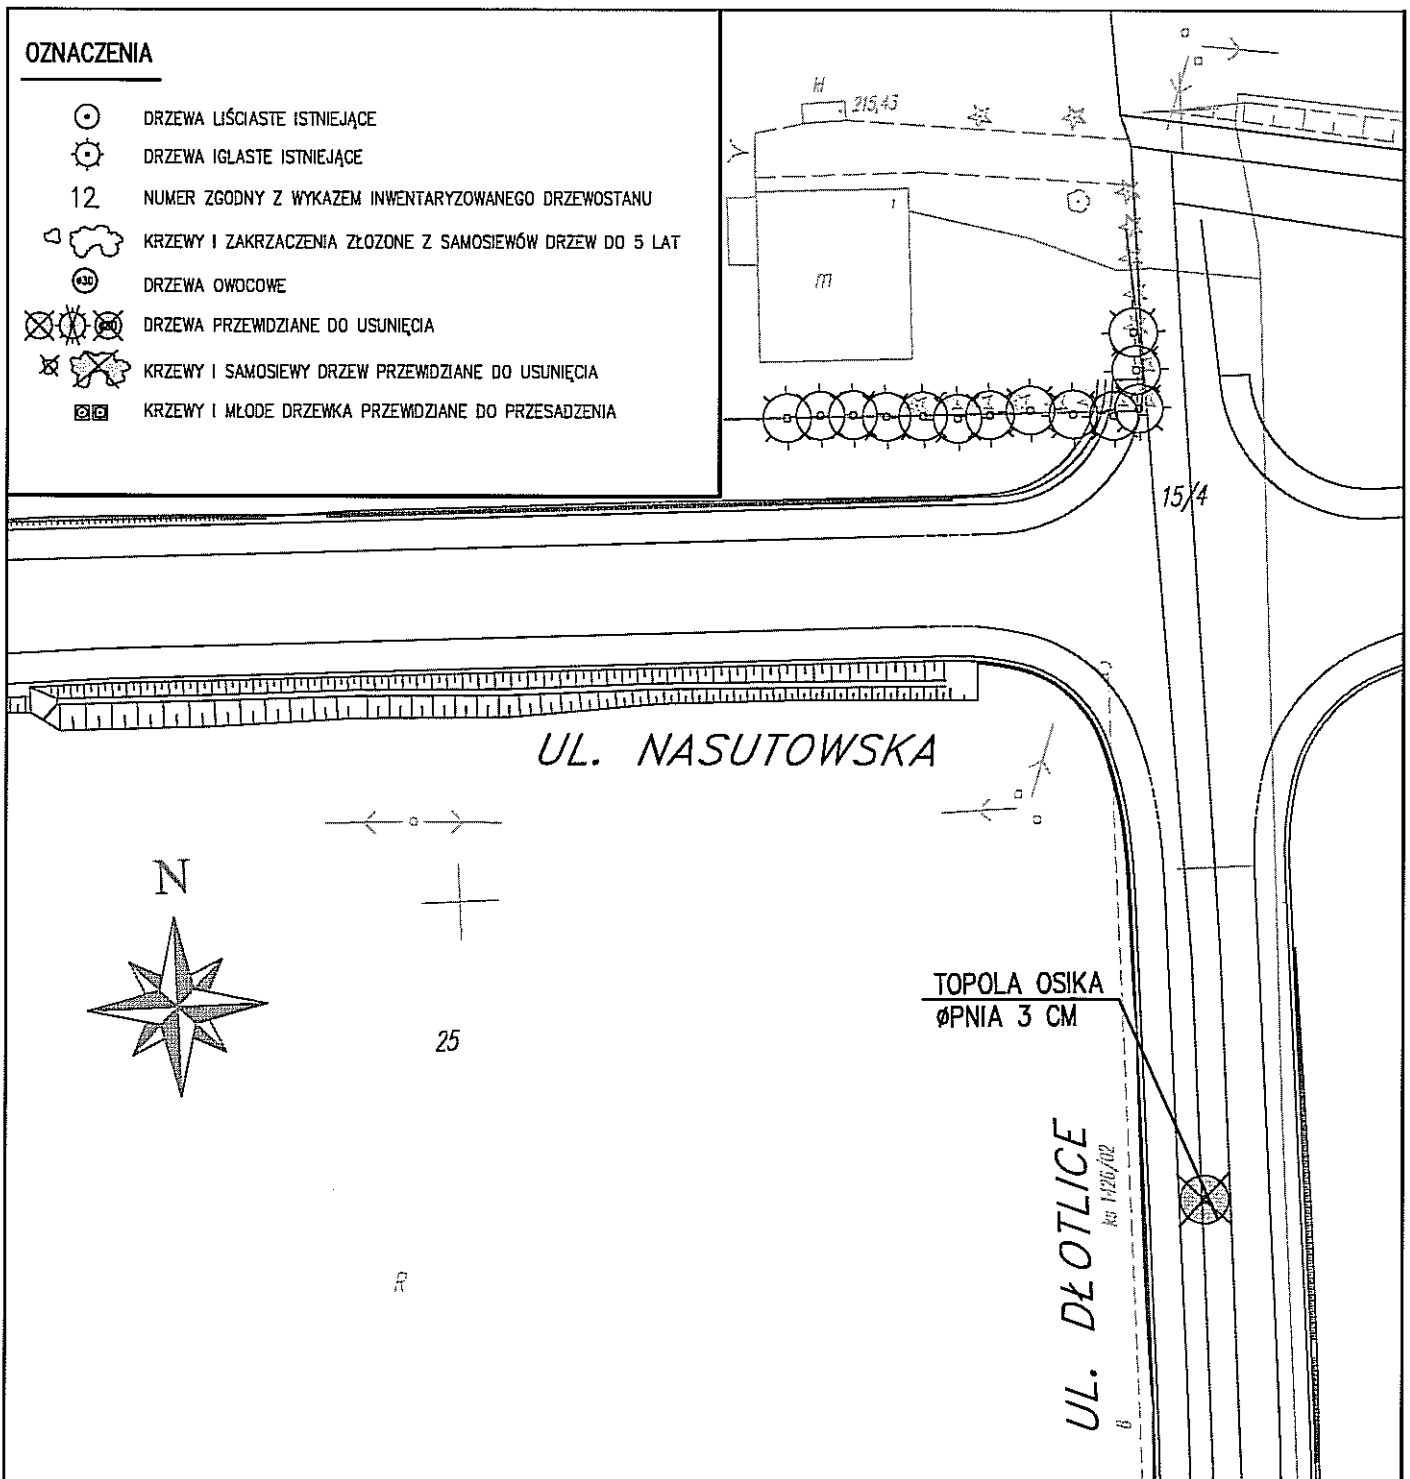 OZNACZENIA
DRZEWA LIŚCIASTE ISTNIEJĄCE
DRZEWA IGLASTE ISTNIEJĄCE
12 NUMER ZGODNY Z WYKAZEM INWENTARYZOWANEGO DRZEWOSTANU
KRZEWY I ZAKRZACZENIA ZŁOZONE Z SAMOSIEWÓW DRZEW DO 5 LAT
DRZEWA OWOCOWE
DRZEWA PRZEWIDZIANE DO USUNIĘCIA
KRZEWY I SAMOSIEWY DRZEW PRZEWIDZIANE DO USUNIĘCIA
KRZEWY I MŁODE DRZEWKA PRZEWIDZIANE DO PRZESADZENIA
215,43
m
15/4
UL. NASUTOWSKA
N
25
TOPOLA OSIKA
ØPNIA 3 CM
UL. DŁOTLICE
R